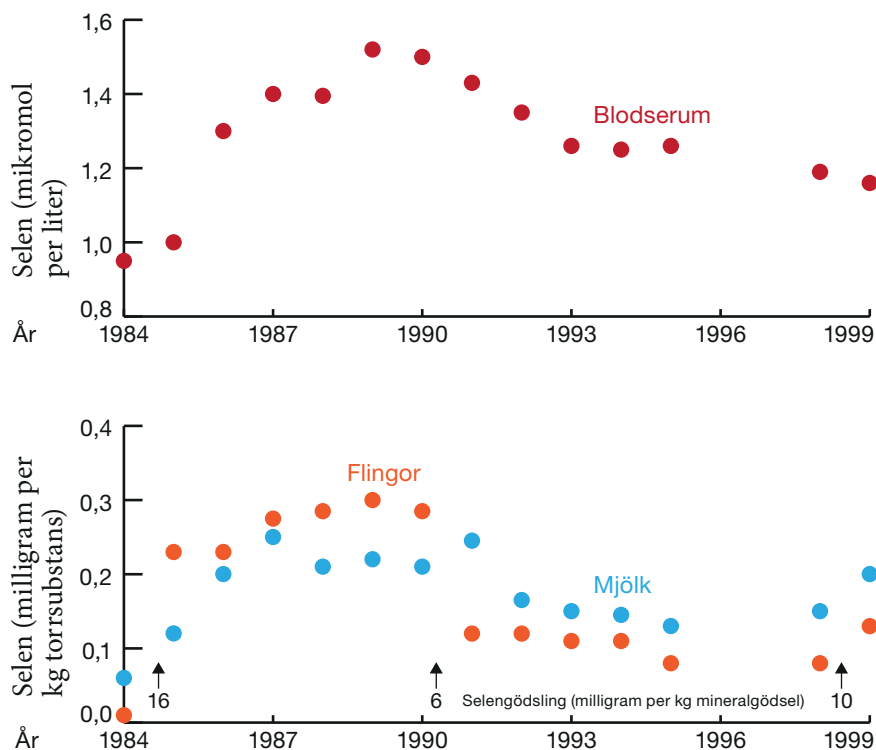 Selen (mikromol
per liter)
1,6
1,4
1,2
1,0
0,8
Blodserum
År
1984 1987 1990 1993 1996 1999
Selen (milligram per
kg torrsubstans)
0,4
0,3
0,2
0,1
0,0
Flingor
Mjölk
16 6 Selengödsling (milligram per kg mineralgödsel) 10
År
1984 1987 1990 1993 1996 1999